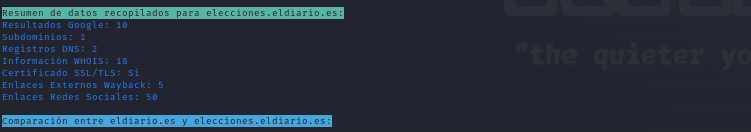 Resumen de datos recopilados para elecciones.eldiario.es:
Resultados Google: 10
Subdominios: 1
Registros DNS: 2
Información WHOIS: 18
Certificado SSL/TLS: Sí
Enlaces Externos Wayback: 5
Enlaces Redes Sociales: 50
"the quieter yo
Comparación entre eldiario.es y elecciones.eldiario.es: